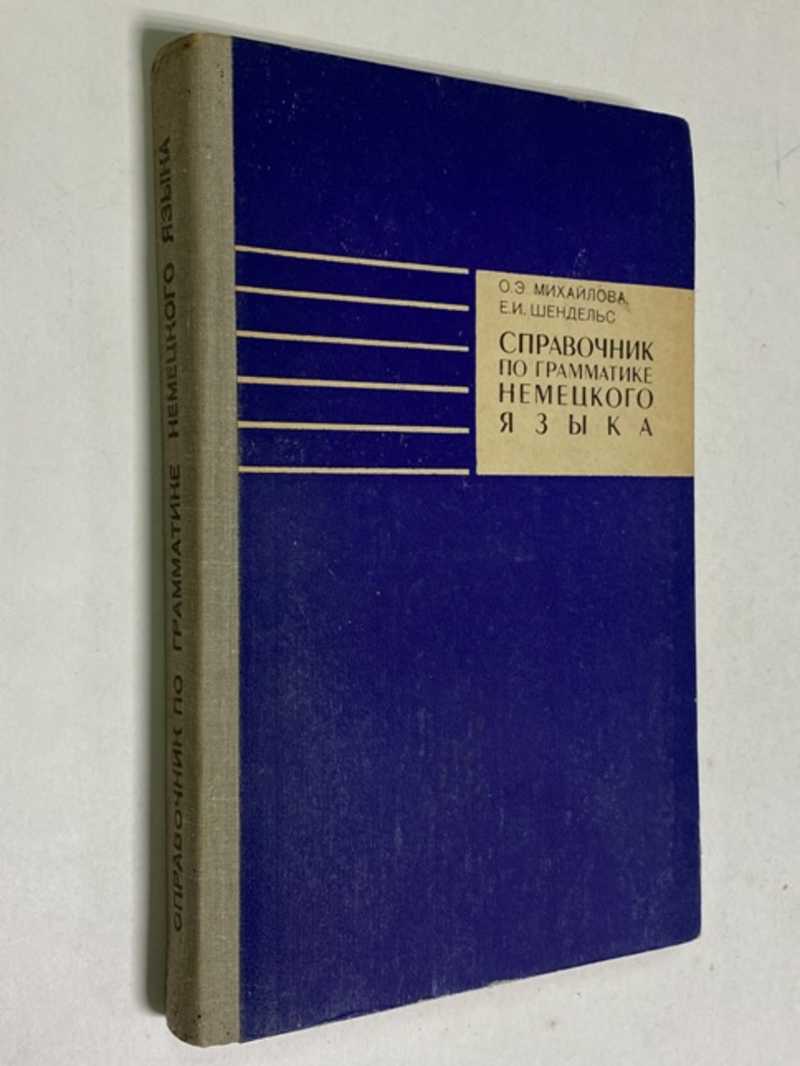 О.Э. МИХАЙЛОВА,
Е.И. ШЕНДЕЛЬС
СПРАВОЧНИК
ПО ГРАММАТИКЕ
НЕМЕЦКОГО
ЯЗЫКА
СПРАВОЧНИК ПО ГРАММАТИКЕ НЕМЕЦКОГО ЯЗЫКА